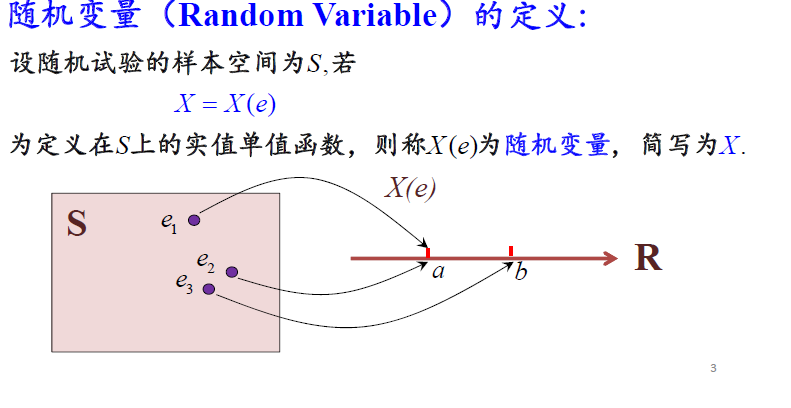 随机变量（Random Variable）的定义:
设随机试验的样本空间为S,若
X = X(e)
为定义在S上的实值单值函数，则称X(e)为随机变量，简写为X.
X(e)
S
e1
e2
e3
a
b
R
3